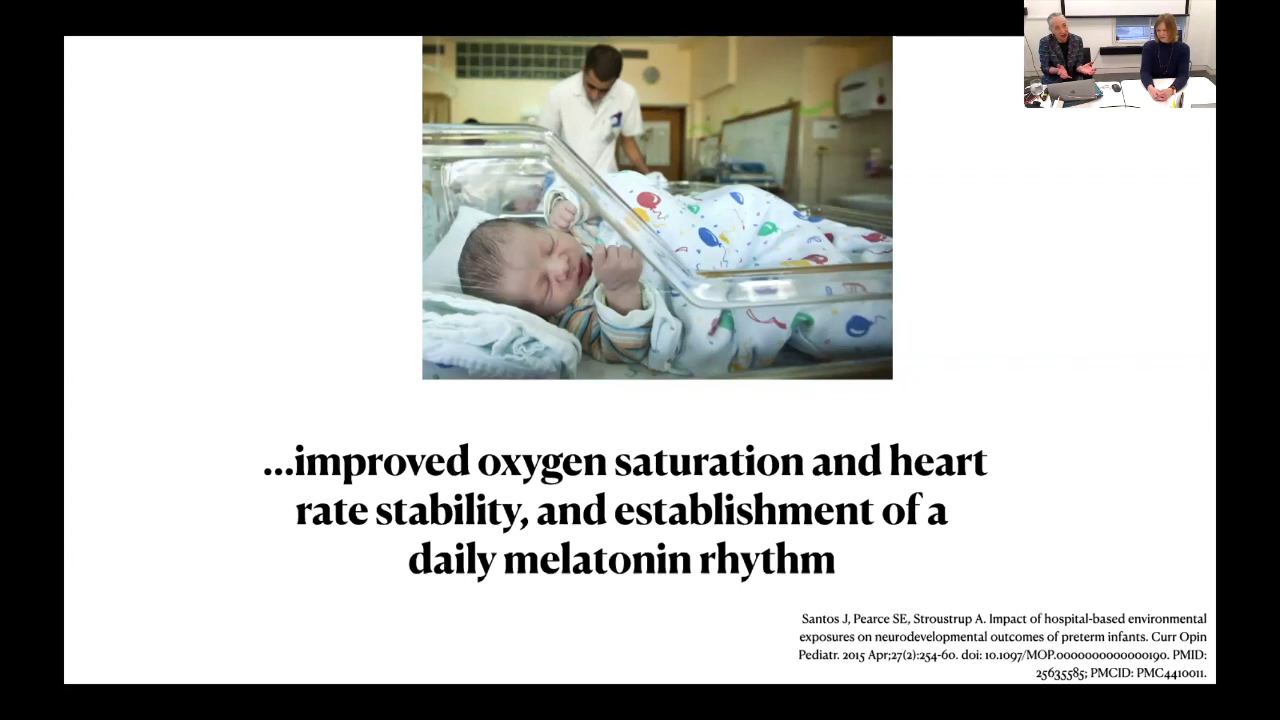 ...improved oxygen saturation and heart
rate stability, and establishment of a
daily melatonin rhythm
Santos J, Pearce SE, Stroustrup A. Impact of hospital-based environmental
exposures on neurodevelopmental outcomes of preterm infants. Curr Opin
Pediatr. 2015 Apr;27(2):254-60. doi: 10.1097/MOP.0000000000000190. PMID:
25635585; PMCID: PMC4410011.